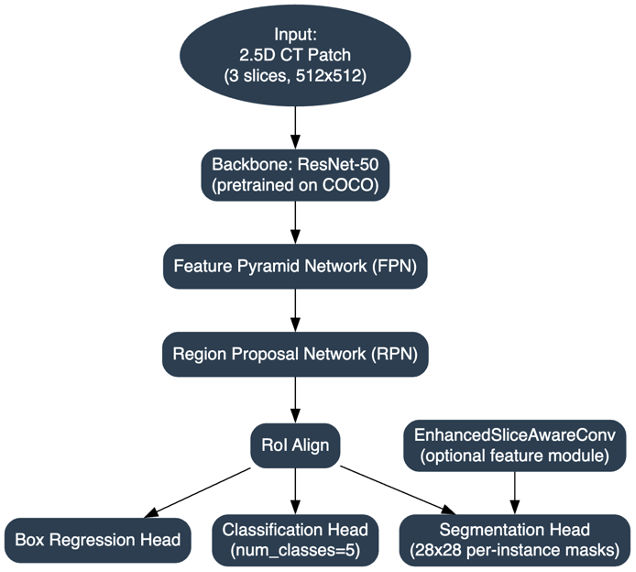 Input:
2.5D CT Patch
(3 slices, 512x512)
Backbone: ResNet-50
(pretrained on COCO)
Feature Pyramid Network (FPN)
Region Proposal Network (RPN)
RoI Align
EnhancedSliceAwareConv
(optional feature module)
Box Regression Head
Classification Head
(num_classes=5)
Segmentation Head
(28x28 per-instance masks)